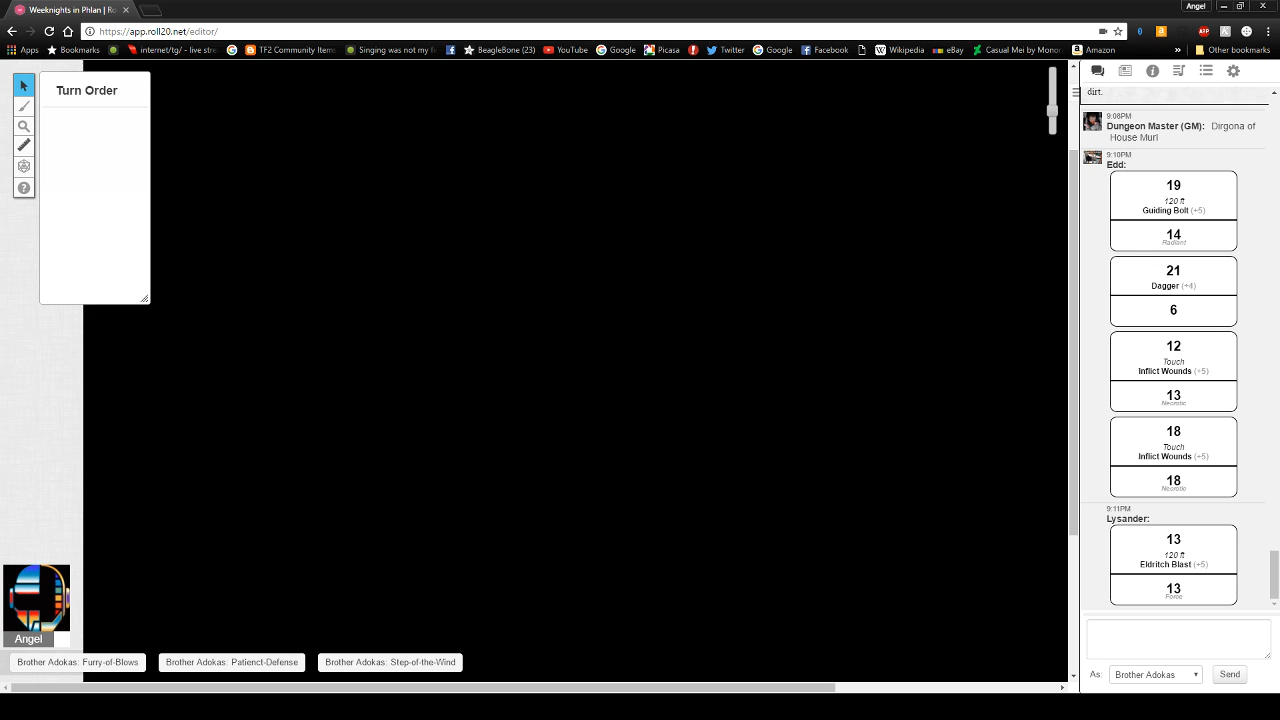 Weeknights in Phlan | Ro
Angel
https://app.roll20.net/editor/
Apps
Bookmarks
internet/tg/ - live stre
Google
TF2 Community Items
Singing was not my f
BeagleBone (23)
YouTube
Google
Picasa
Twitter
Google
Facebook
Wikipedia
eBay
Casual Mei by Monor
Amazon
»
Other bookmarks
Turn Order
dirt.
9:08PM
Dungeon Master (GM): Dirgona of
House Muri
9:10PM
Edd:
19
120 ft
Guiding Bolt (+5)
14
Radiant
21
Dagger (+4)
6
12
Touch
Inflict Wounds (+5)
13
Necrotic
18
Touch
Inflict Wounds (+5)
18
Necrotic
9:11PM
Lysander:
13
120 ft
Eldritch Blast (+5)
13
Force
Angel
Brother Adokas: Furry-of-Blows
Brother Adokas: Patienct-Defense
Brother Adokas: Step-of-the-Wind
As:
Brother Adokas
Send